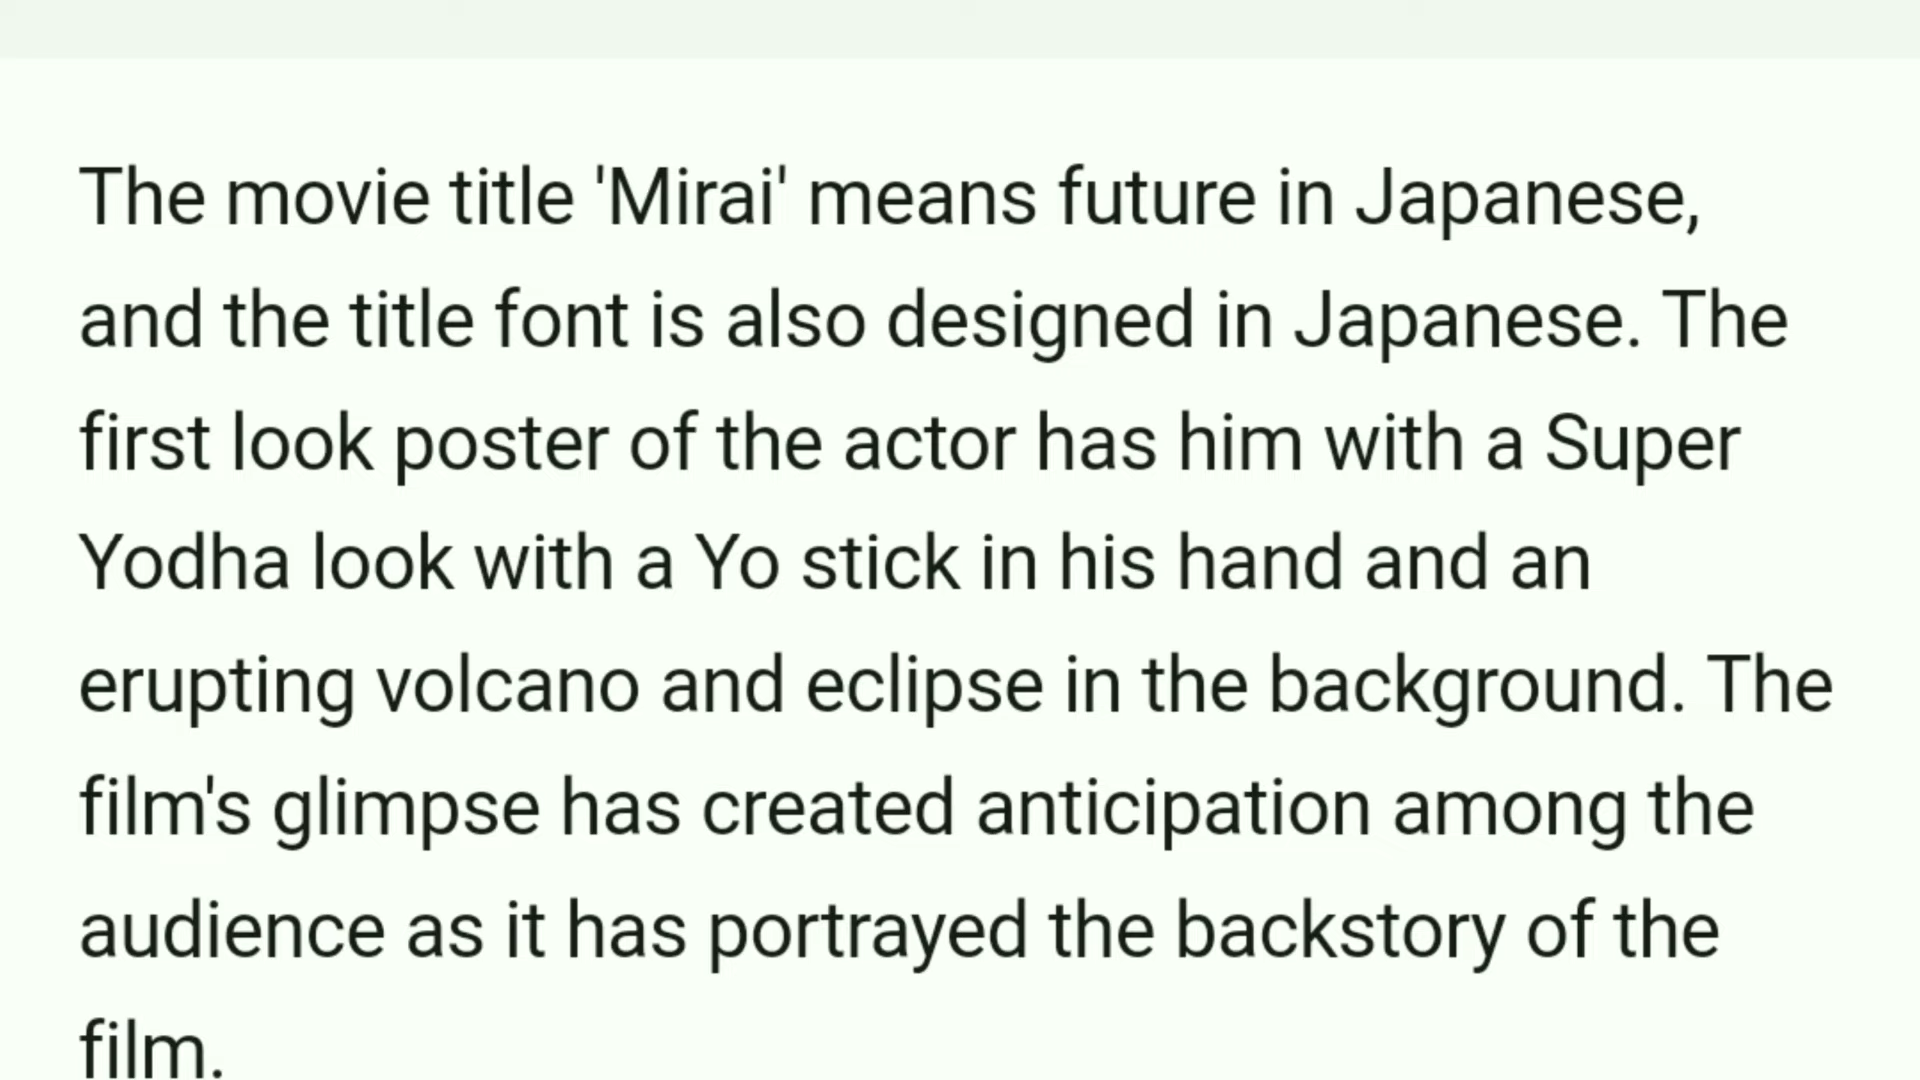 The movie title 'Mirai' means future in Japanese,
and the title font is also designed in Japanese. The
first look poster of the actor has him with a Super
Yodha look with a Yo stick in his hand and an
erupting volcano and eclipse in the background. The
film's glimpse has created anticipation among the
audience as it has portrayed the backstory of the
film.